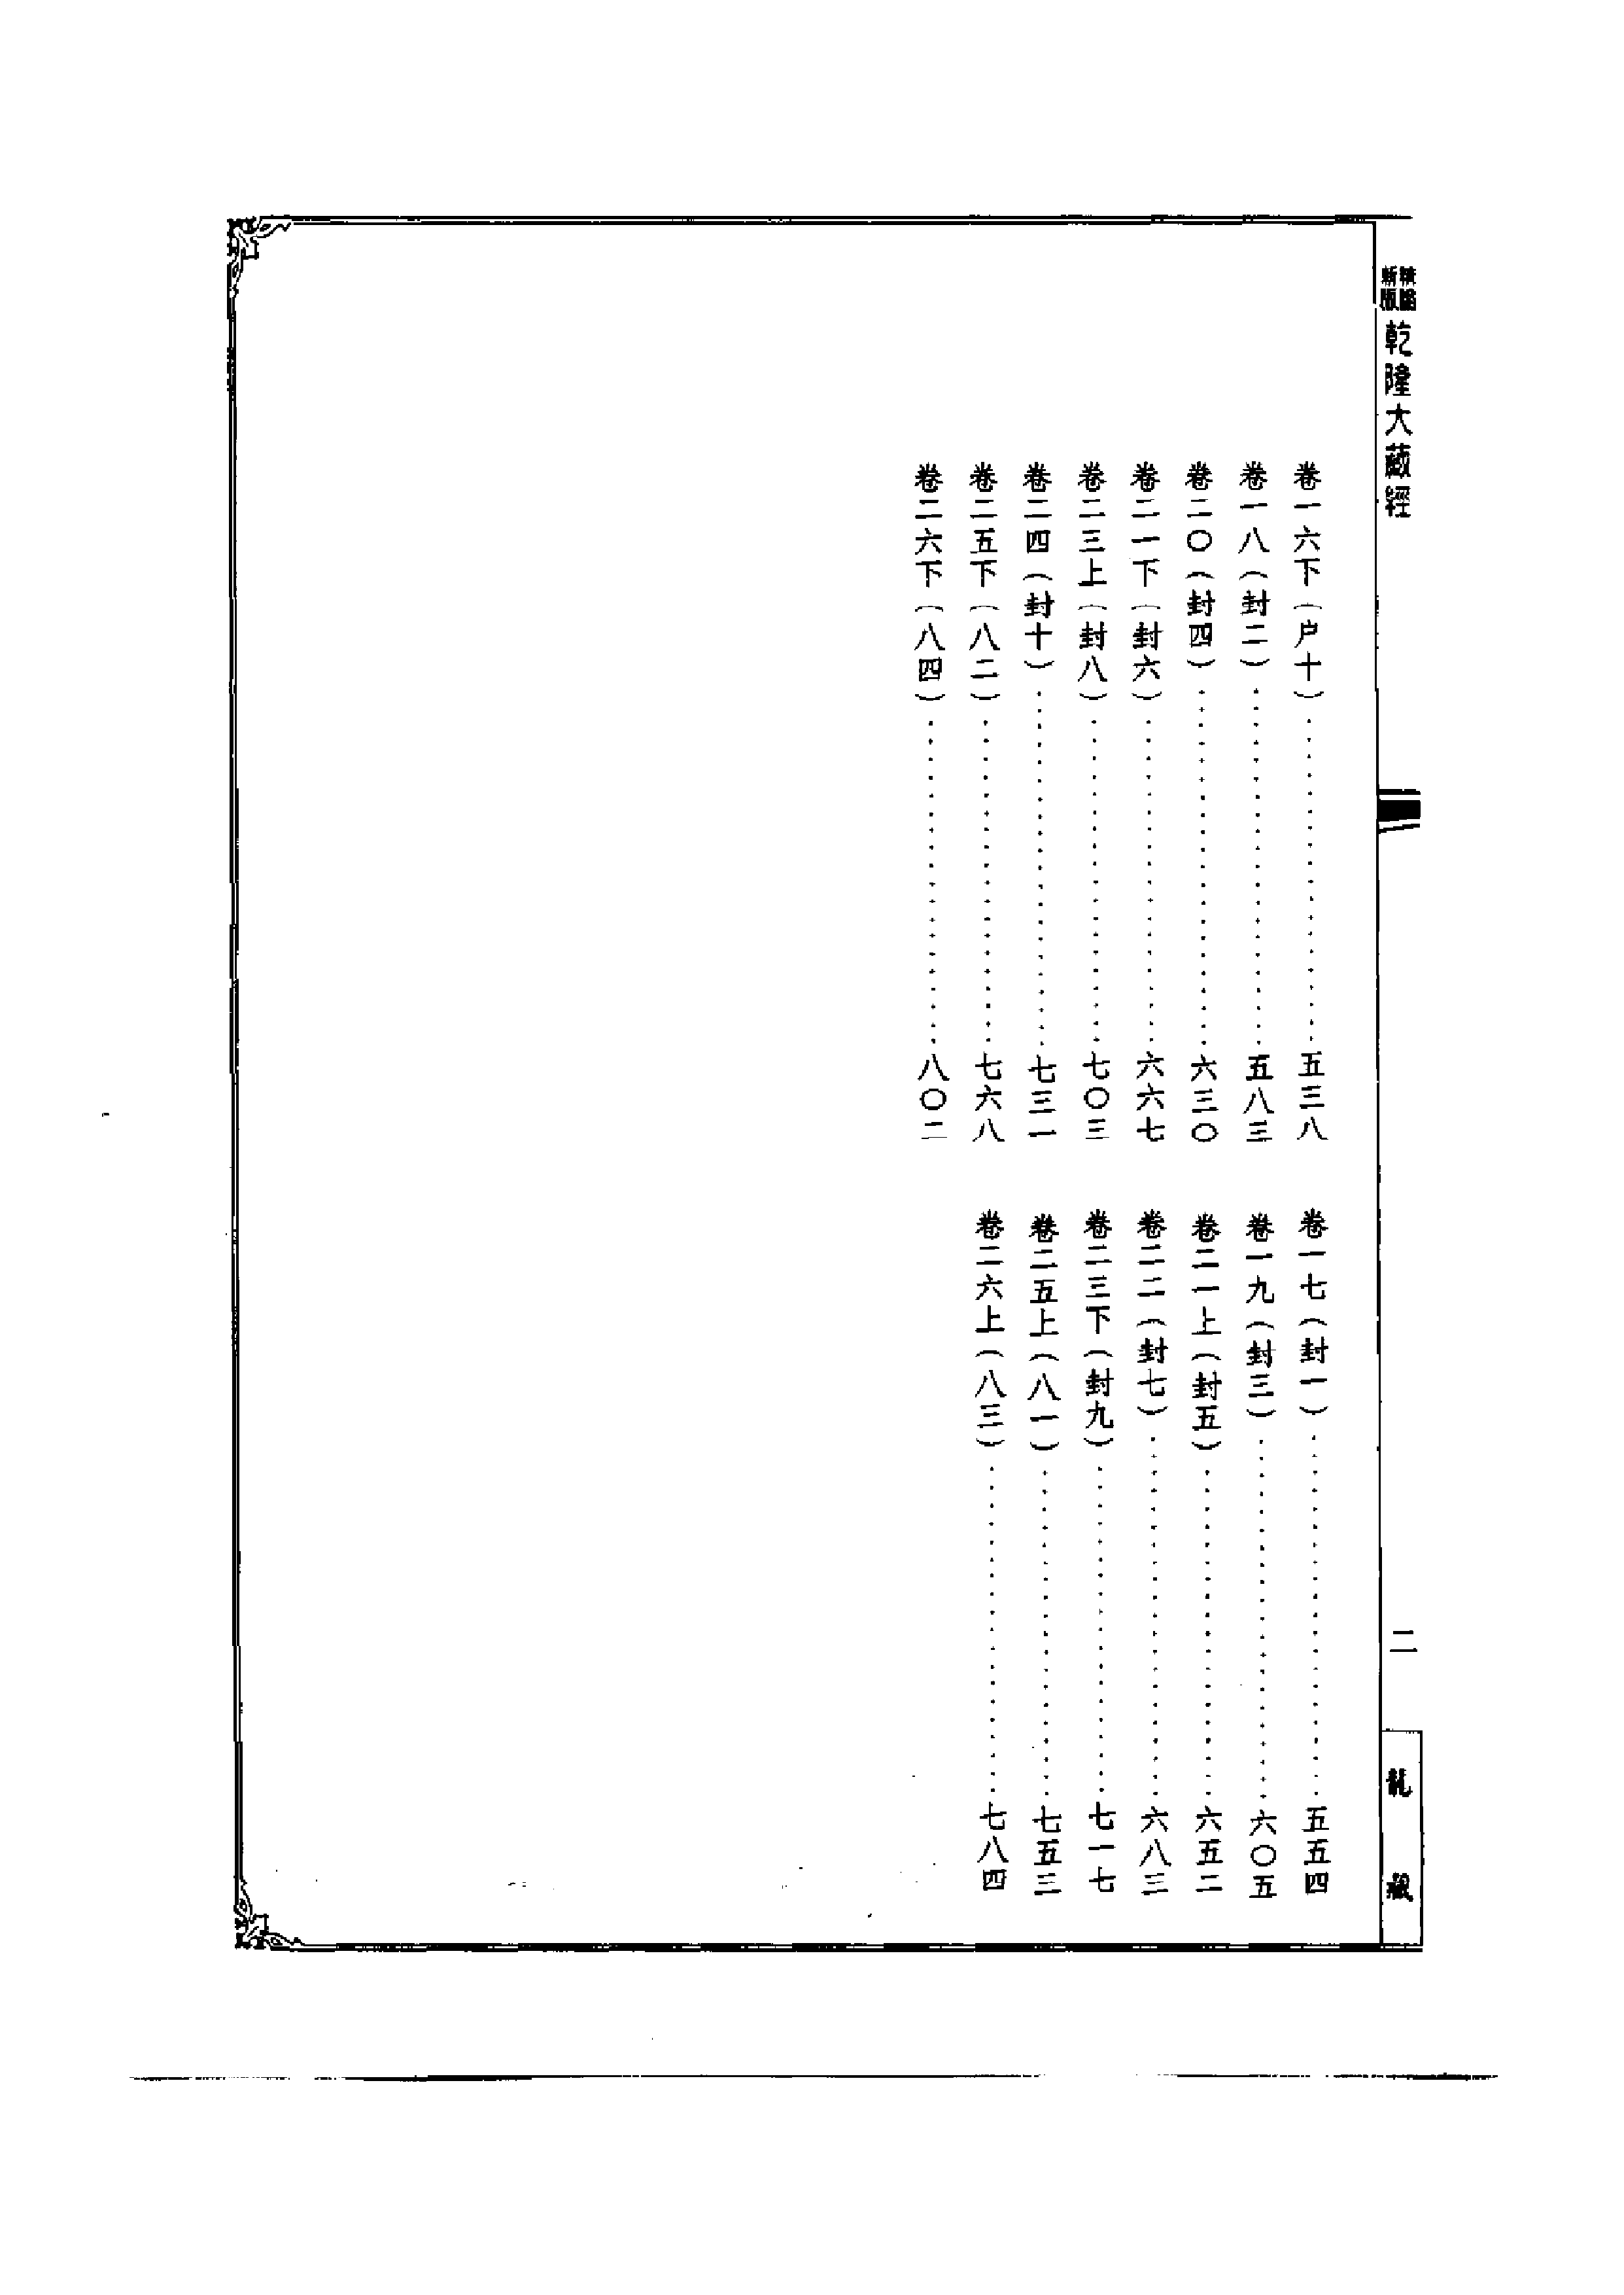 新版
精縮
乾隆大藏經
卷一六下（户十）………………五三八
卷一七（封一）………………五五四
卷一八（封二）………………五八三
卷一九（封三）………………六〇五
卷二〇（封四）………………六三〇
卷二一上（封五）………………六五二
卷二一下（封六）………………六六七
卷二二（封七）………………六八三
卷二三上（封八）………………七〇三
卷二三下（封九）………………七一七
卷二四（封十）………………七三一
卷二五上（八一）………………七五三
卷二五下（八二）………………七六八
卷二六上（八三）………………七八四
卷二六下（八四）………………八〇二
二
龍藏